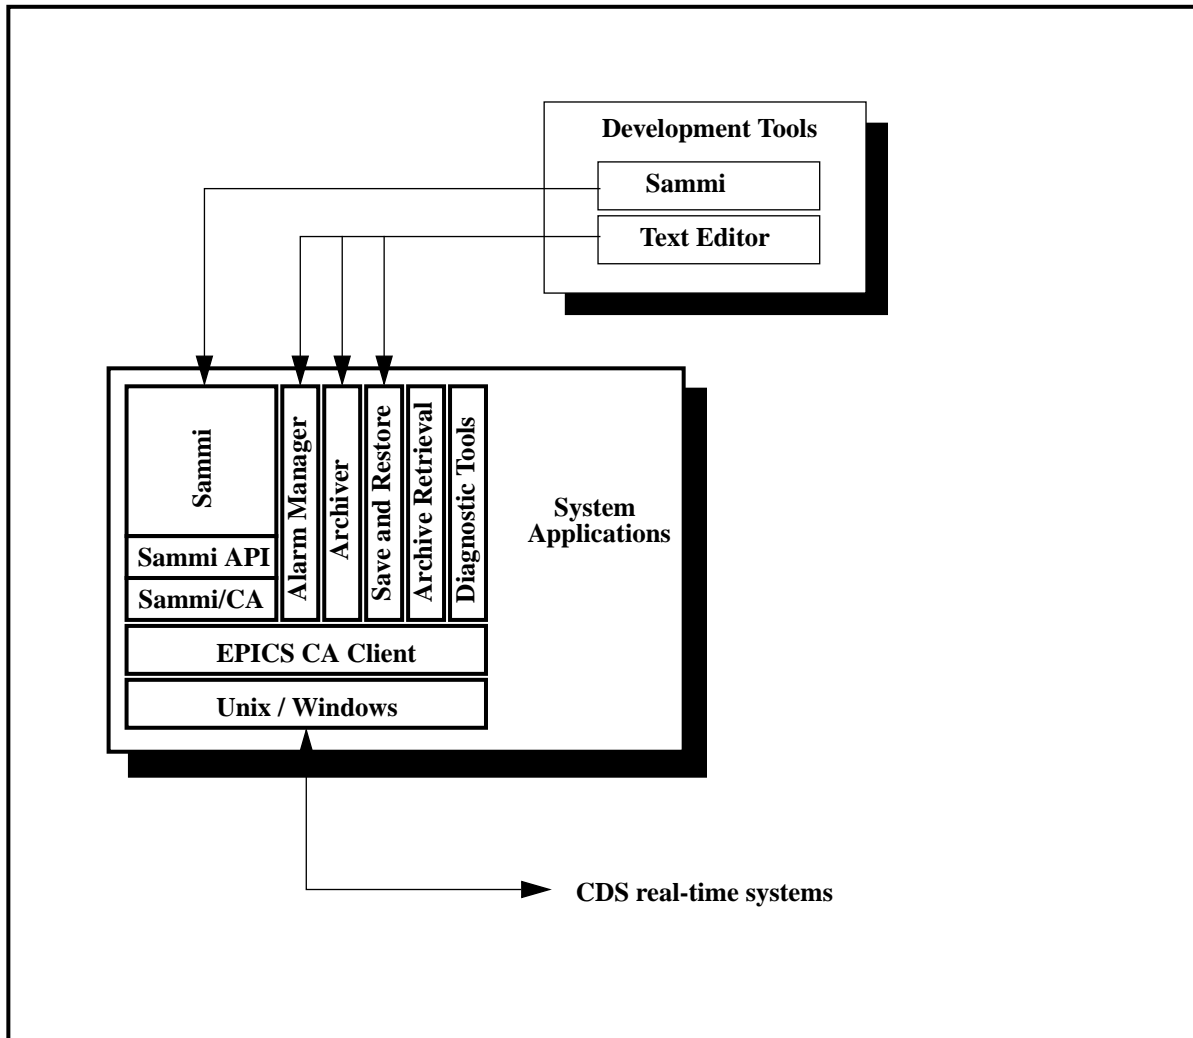 Development Tools
Sammi
Text Editor
Sammi
Sammi API
Sammi/CA
Alarm Manager
Archiver
Save and Restore
Archive Retrieval
Diagnostic Tools
System
Applications
EPICS CA Client
Unix / Windows
CDS real-time systems